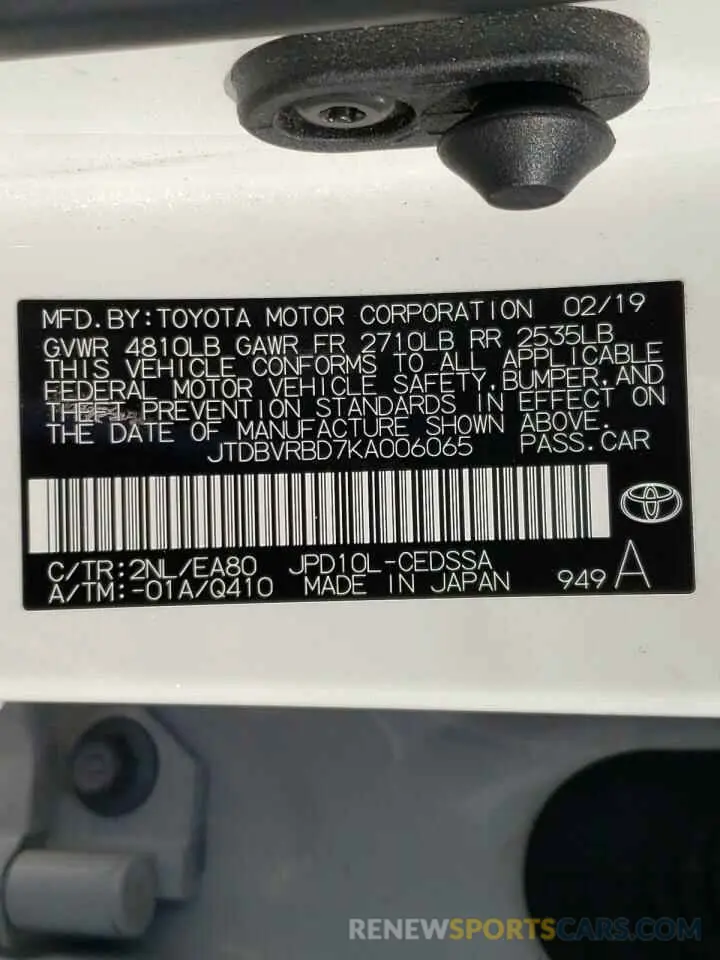 MFD. BY: TOYOTA MOTOR CORPORATION 02/19
GVWR 4810LB GAWR FR 2710LB RR 2535LB
THIS VEHICLE CONFORMS TO ALL APPLICABLE
FEDERAL MOTOR VEHICLE SAFETY, BUMPER, AND
THEFT PREVENTION STANDARDS IN EFFECT ON
THE DATE OF MANUFACTURE SHOWN ABOVE.
JTDBVRBD7KA006065 PASS. CAR
C/TR: 2NL/EA80 JPD10L-CEDSSA
A/TM: -01A/Q410 MADE IN JAPAN 949 A
RENEWSPORTSCARS.COM